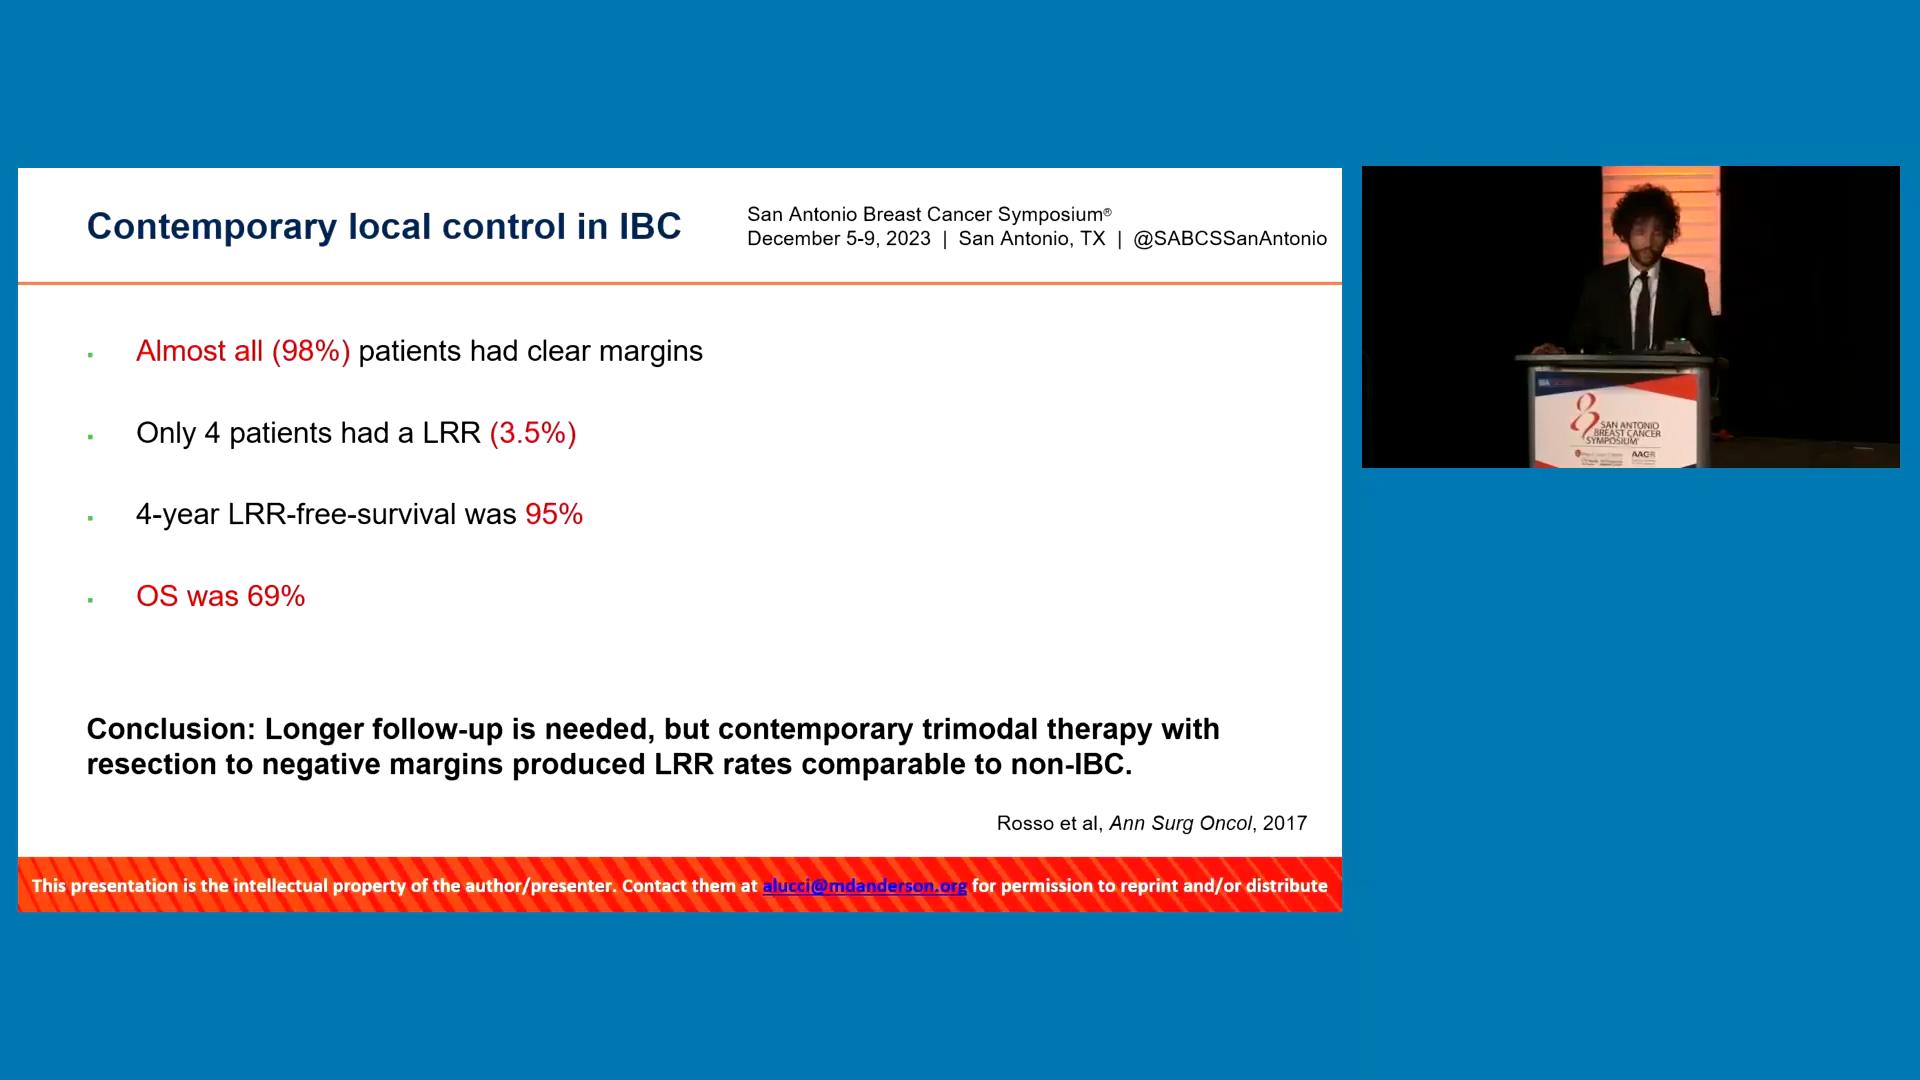 Contemporary local control in IBC
San Antonio Breast Cancer Symposium®
December 5-9, 2023 | San Antonio, TX | @SABCSSanAntonio
Almost all (98%) patients had clear margins
Only 4 patients had a LRR (3.5%)
4-year LRR-free-survival was 95%
OS was 69%
Conclusion: Longer follow-up is needed, but contemporary trimodal therapy with
resection to negative margins produced LRR rates comparable to non-IBC.
Rosso et al, Ann Surg Oncol, 2017
This presentation is the intellectual property of the author/presenter. Contact them at alucci@mdanderson.org for permission to reprint and/or distribute
SAN ANTONIO
BREAST CANCER
SYMPOSIUM
AACR